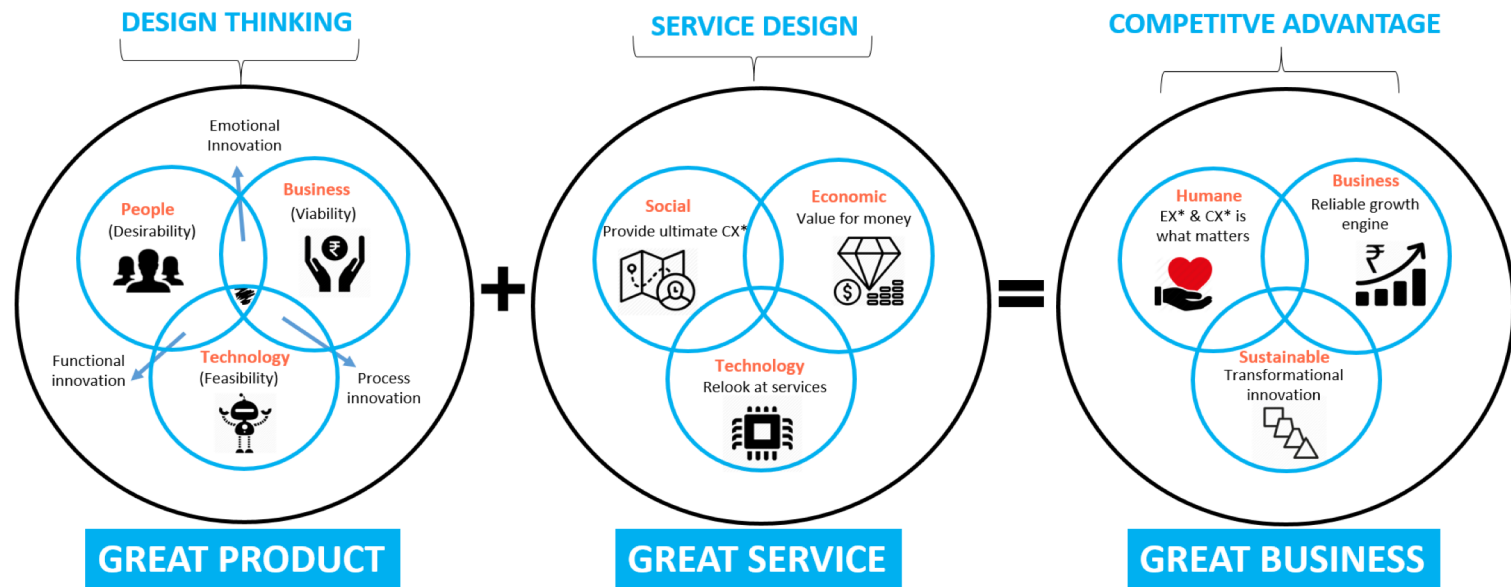 DESIGN THINKING
Emotional
Innovation
People
(Desirability)
Business
(Viability)
₹
Functional
innovation
Technology
(Feasibility)
Process
innovation
GREAT PRODUCT
+
SERVICE DESIGN
Social
Provide ultimate CX*
Economic
Value for money
$
Technology
Relook at services
GREAT SERVICE
=
COMPETITVE ADVANTAGE
Humane
EX* & CX* is
what matters
Business
Reliable growth
engine
₹
Sustainable
Transformational
innovation
GREAT BUSINESS